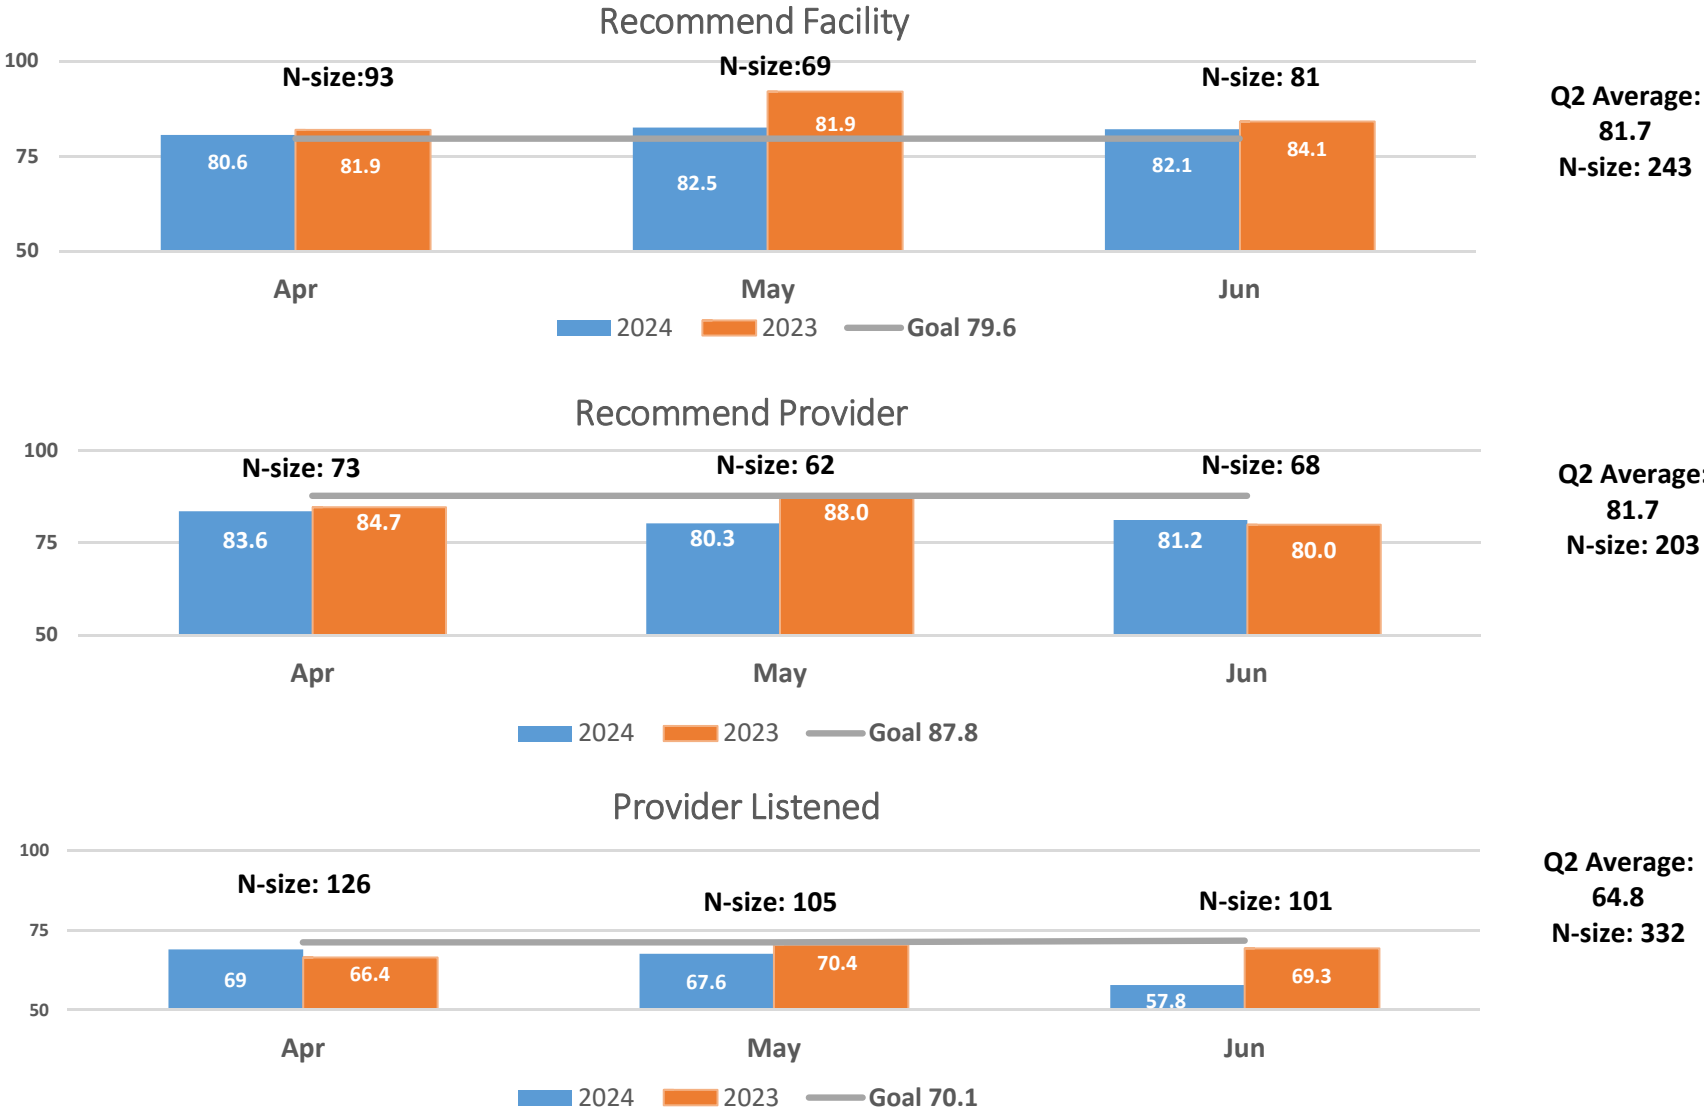 Recommend Facility
100
75
50
N-size:93
N-size:69
N-size: 81
80.6
81.9
82.5
81.9
82.1
84.1
Apr
May
Jun
2024
2023
Goal 79.6
Q2 Average:
81.7
N-size: 243
Recommend Provider
100
75
50
N-size: 73
N-size: 62
N-size: 68
83.6
84.7
80.3
88.0
81.2
80.0
Apr
May
Jun
2024
2023
Goal 87.8
Q2 Average:
81.7
N-size: 203
Provider Listened
100
75
50
N-size: 126
N-size: 105
N-size: 101
69
66.4
67.6
70.4
57.8
69.3
Apr
May
Jun
2024
2023
Goal 70.1
Q2 Average:
64.8
N-size: 332